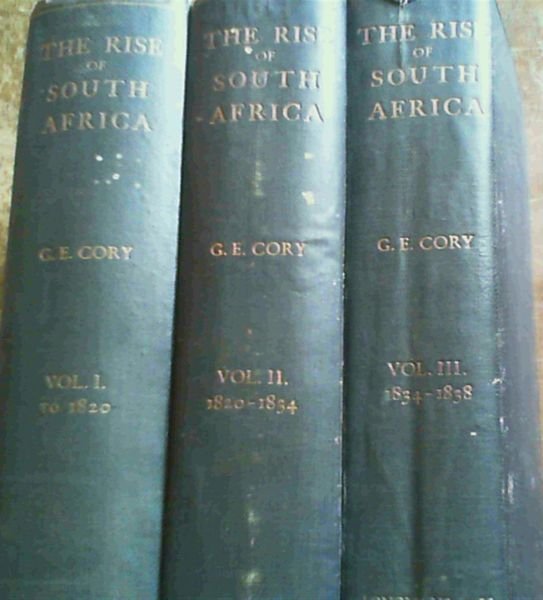 THE RISE
OF
SOUTH
AFRICA
G. E. CORY
VOL. I.
TO 1820
THE RISE
OF
SOUTH
AFRICA
G. E. CORY
VOL. II.
1820-1834
THE RISE
OF
SOUTH
AFRICA
G. E. CORY
VOL. III.
1834-1838